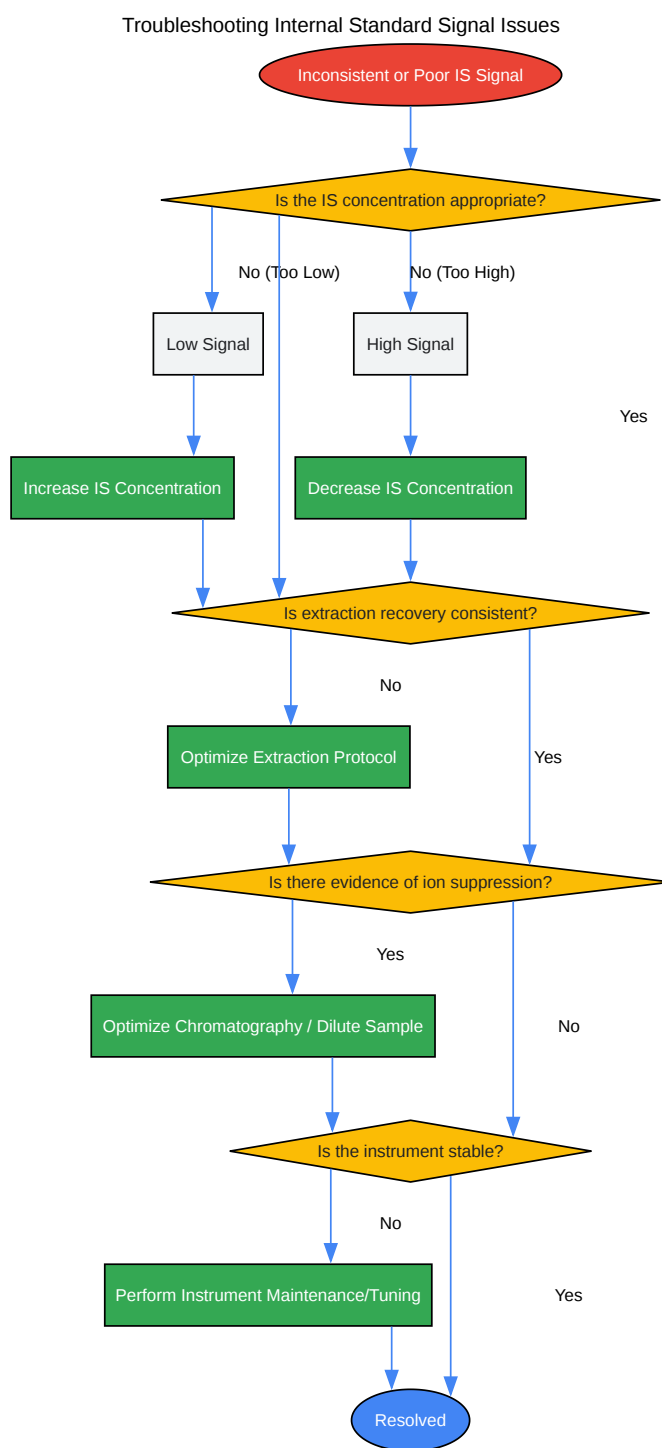 Troubleshooting Internal Standard Signal Issues
Inconsistent or Poor IS Signal
Is the IS concentration appropriate?
No (Too Low)
No (Too High)
Low Signal
High Signal
Yes
Increase IS Concentration
Decrease IS Concentration
Is extraction recovery consistent?
No
Optimize Extraction Protocol
Yes
Is there evidence of ion suppression?
Yes
Optimize Chromatography / Dilute Sample
No
Is the instrument stable?
No
Perform Instrument Maintenance/Tuning
Yes
Resolved